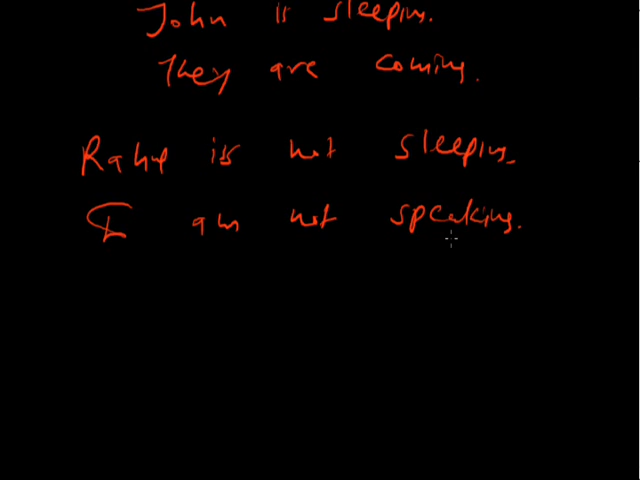 John is sleeping.
They are coming.
Rahul is not sleeping.
I am not speaking.